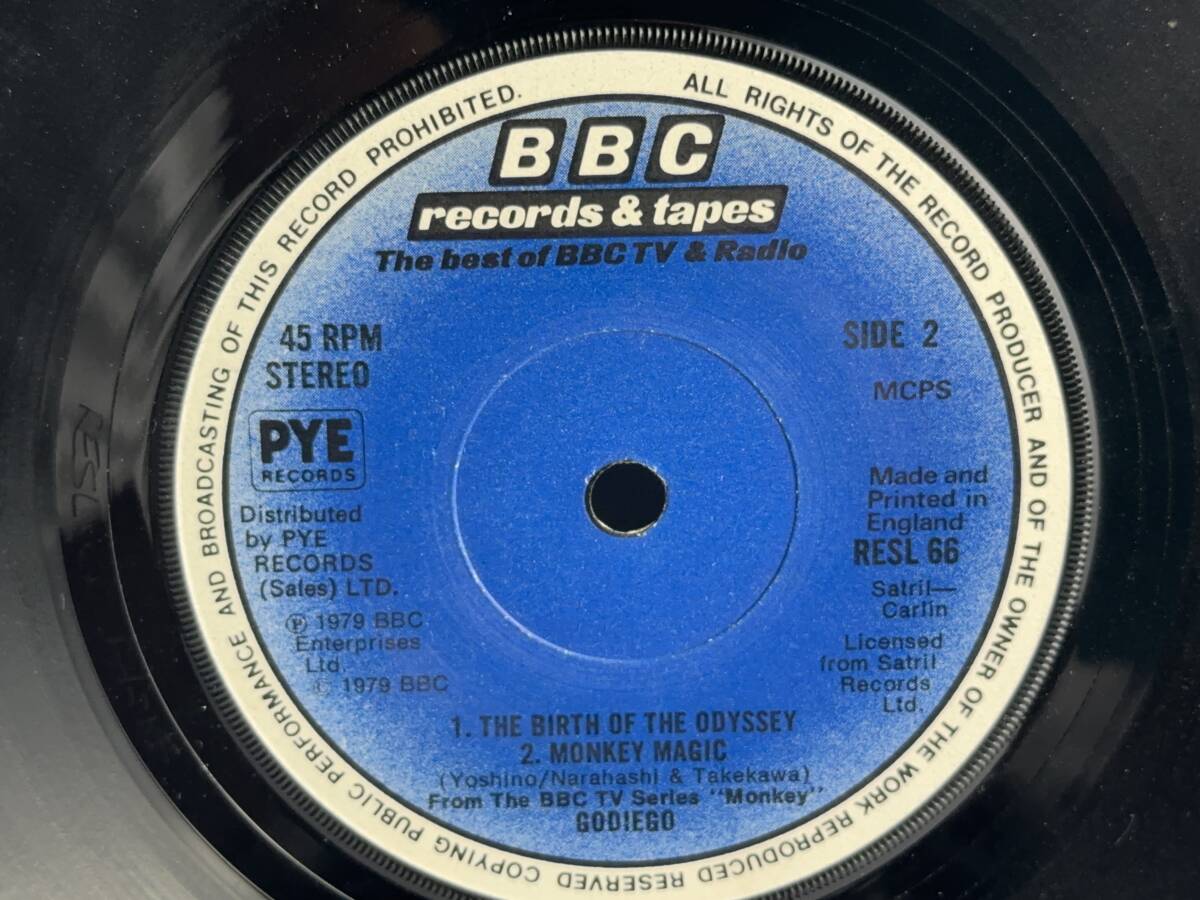 ALL RIGHTS OF THE RECORD PRODUCER AND OF THE OWNER OF THE WORK REPRODUCED RESERVED COPYING PUBLIC PERFORMANCE AND BROADCASTING OF THIS RECORD PROHIBITED.
BBC
records & tapes
The best of BBC TV & Radio
45 RPM
STEREO
PYE
RECORDS
Distributed
by PYE
RECORDS
(Sales) LTD.
Ⓟ 1979 BBC
Enterprises
Ltd.
© 1979 BBC
SIDE 2
MCPS
Made and
Printed in
England
RESL 66
Satril—
Carlin
Licensed
from Satril
Records
Ltd.
1. THE BIRTH OF THE ODYSSEY
2. MONKEY MAGIC
(Yoshino/Narahashi & Takekawa)
From The BBC TV Series "Monkey"
GODIEGO
RESL